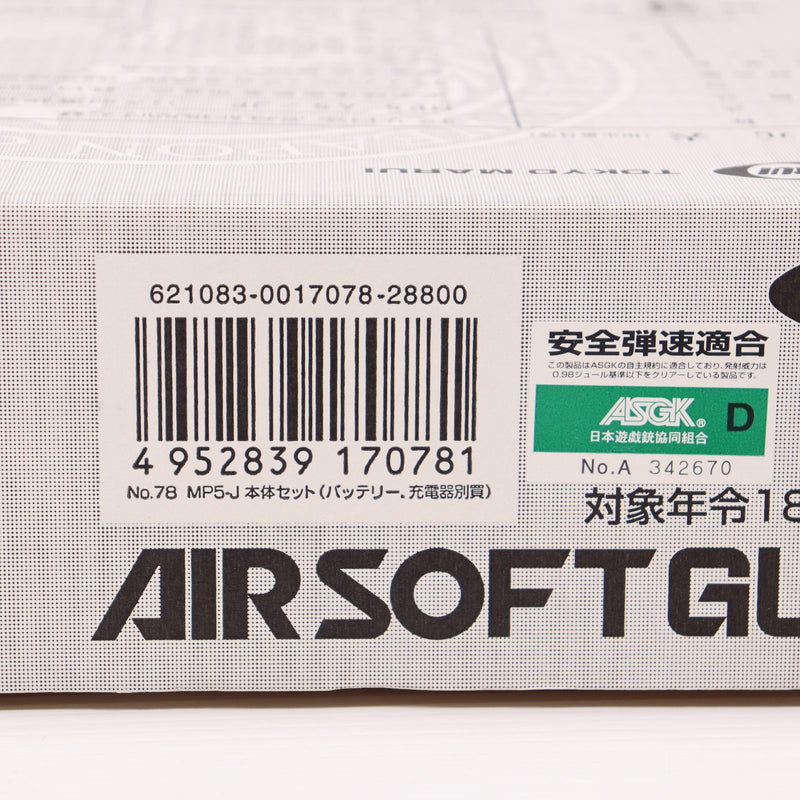 TOKYO MARUI
621083-0017078-28800
4 952839 170781
No.78 MP5-J 本体セット(バッテリー、充電器別買)
安全弾速適合
この製品はASGKの自主規約に適合しており、発射威力は
0.98ジュール基準以下をクリアーしている製品です。
ASGK® D
日本遊戯銃協同組合
No.A 342670
対象年令18
AIRSOFT GU